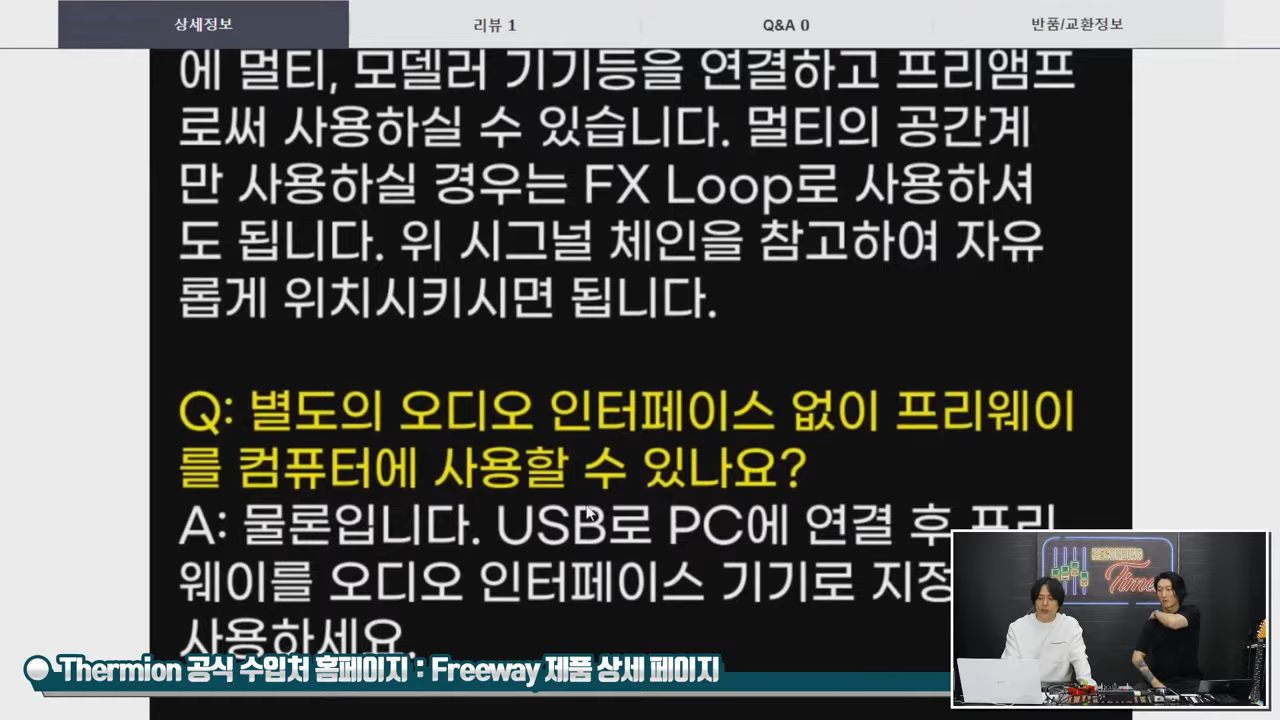 상세정보
리뷰 1
Q&A 0
반품/교환정보
에 멀티, 모델러 기기등을 연결하고 프리앰프
로써 사용하실 수 있습니다. 멀티의 공간계
만 사용하실 경우는 FX Loop로 사용하셔
도 됩니다. 위 시그널 체인을 참고하여 자유
롭게 위치시키시면 됩니다.
Q: 별도의 오디오 인터페이스 없이 프리웨이
를 컴퓨터에 사용할 수 있나요?
A: 물론입니다. USB로 PC에 연결 후 프리
웨이를 오디오 인터페이스 기기로 지정
사용하세요.
RECORDING
Time
Thermion 공식 수입처 홈페이지 : Freeway 제품 상세 페이지